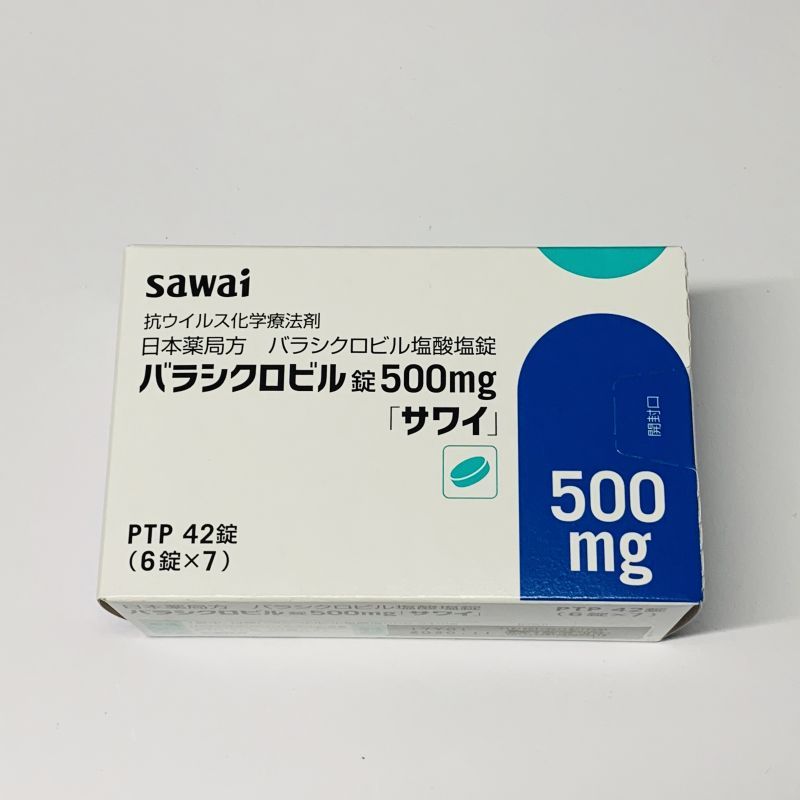 sawai
抗ウイルス化学療法剤
日本薬局方 バラシクロビル塩酸塩錠
バラシクロビル錠500mg
「サワイ」
開封口
500
mg
PTP 42錠
(6錠×7)
日本薬局方 バラシクロビル塩酸塩錠
バラシクロビル錠500mg「サワイ」
PTP 42錠
(6錠×7)